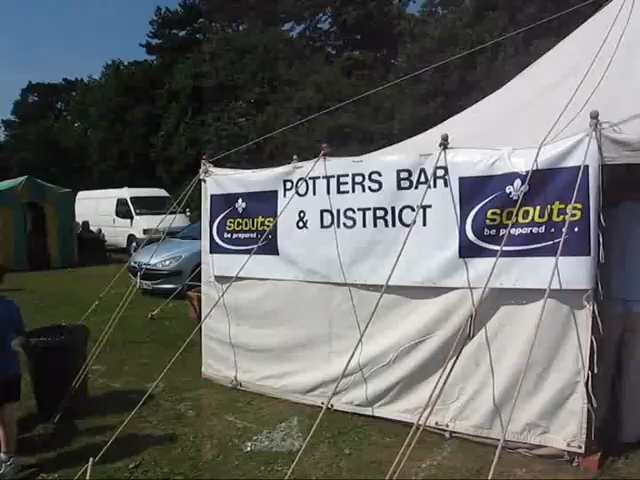 POTTERS BAR
& DISTRICT
scouts
be prepared . . .
scouts
be prepared . . .